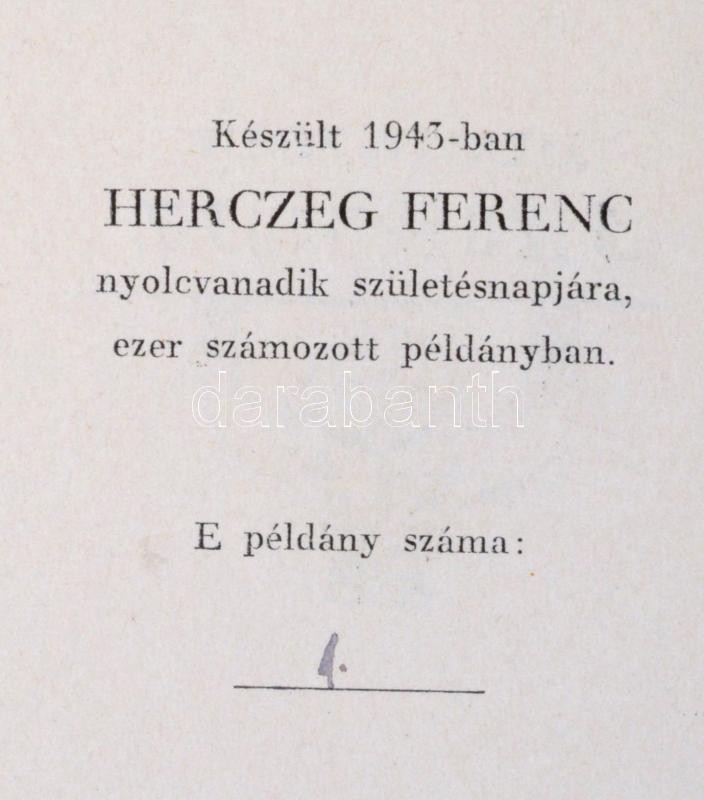 Készült 1943-ban
HERCZEG FERENC
nyolcvanadik születésnapjára,
ezer számozott példányban.
darabanth
E példány száma:
1.